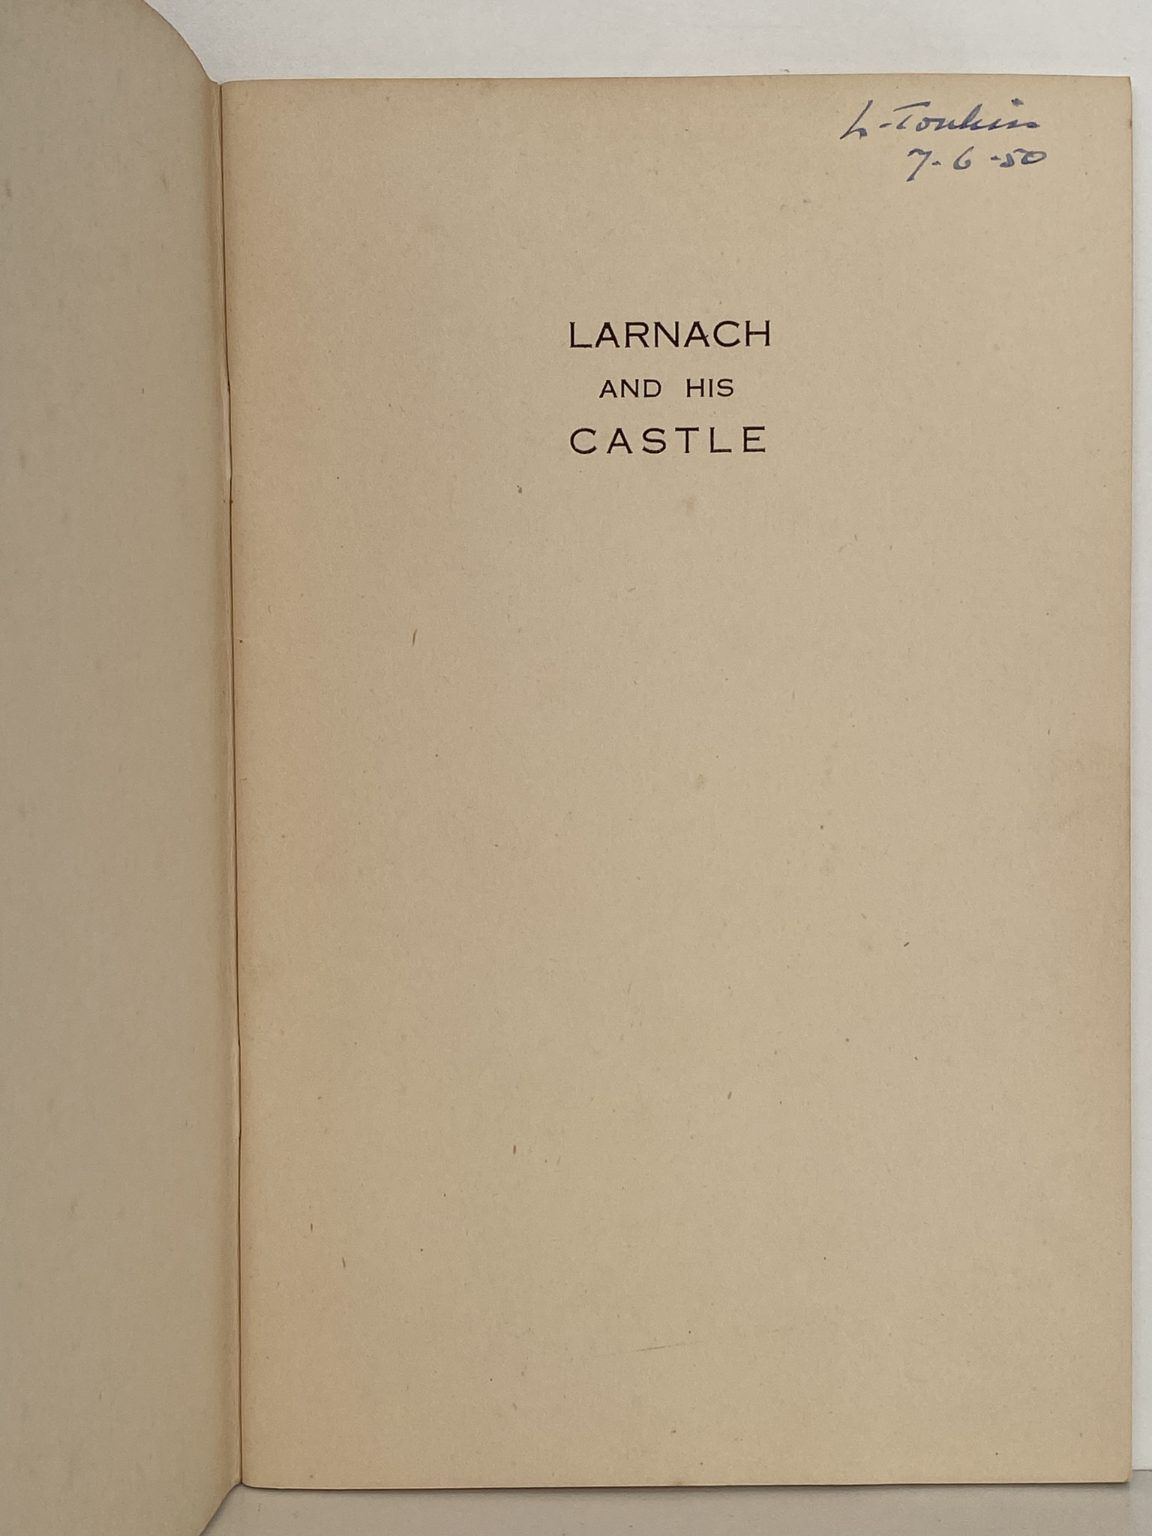 L. Tonkin
7-6-50
LARNACH
AND HIS
CASTLE